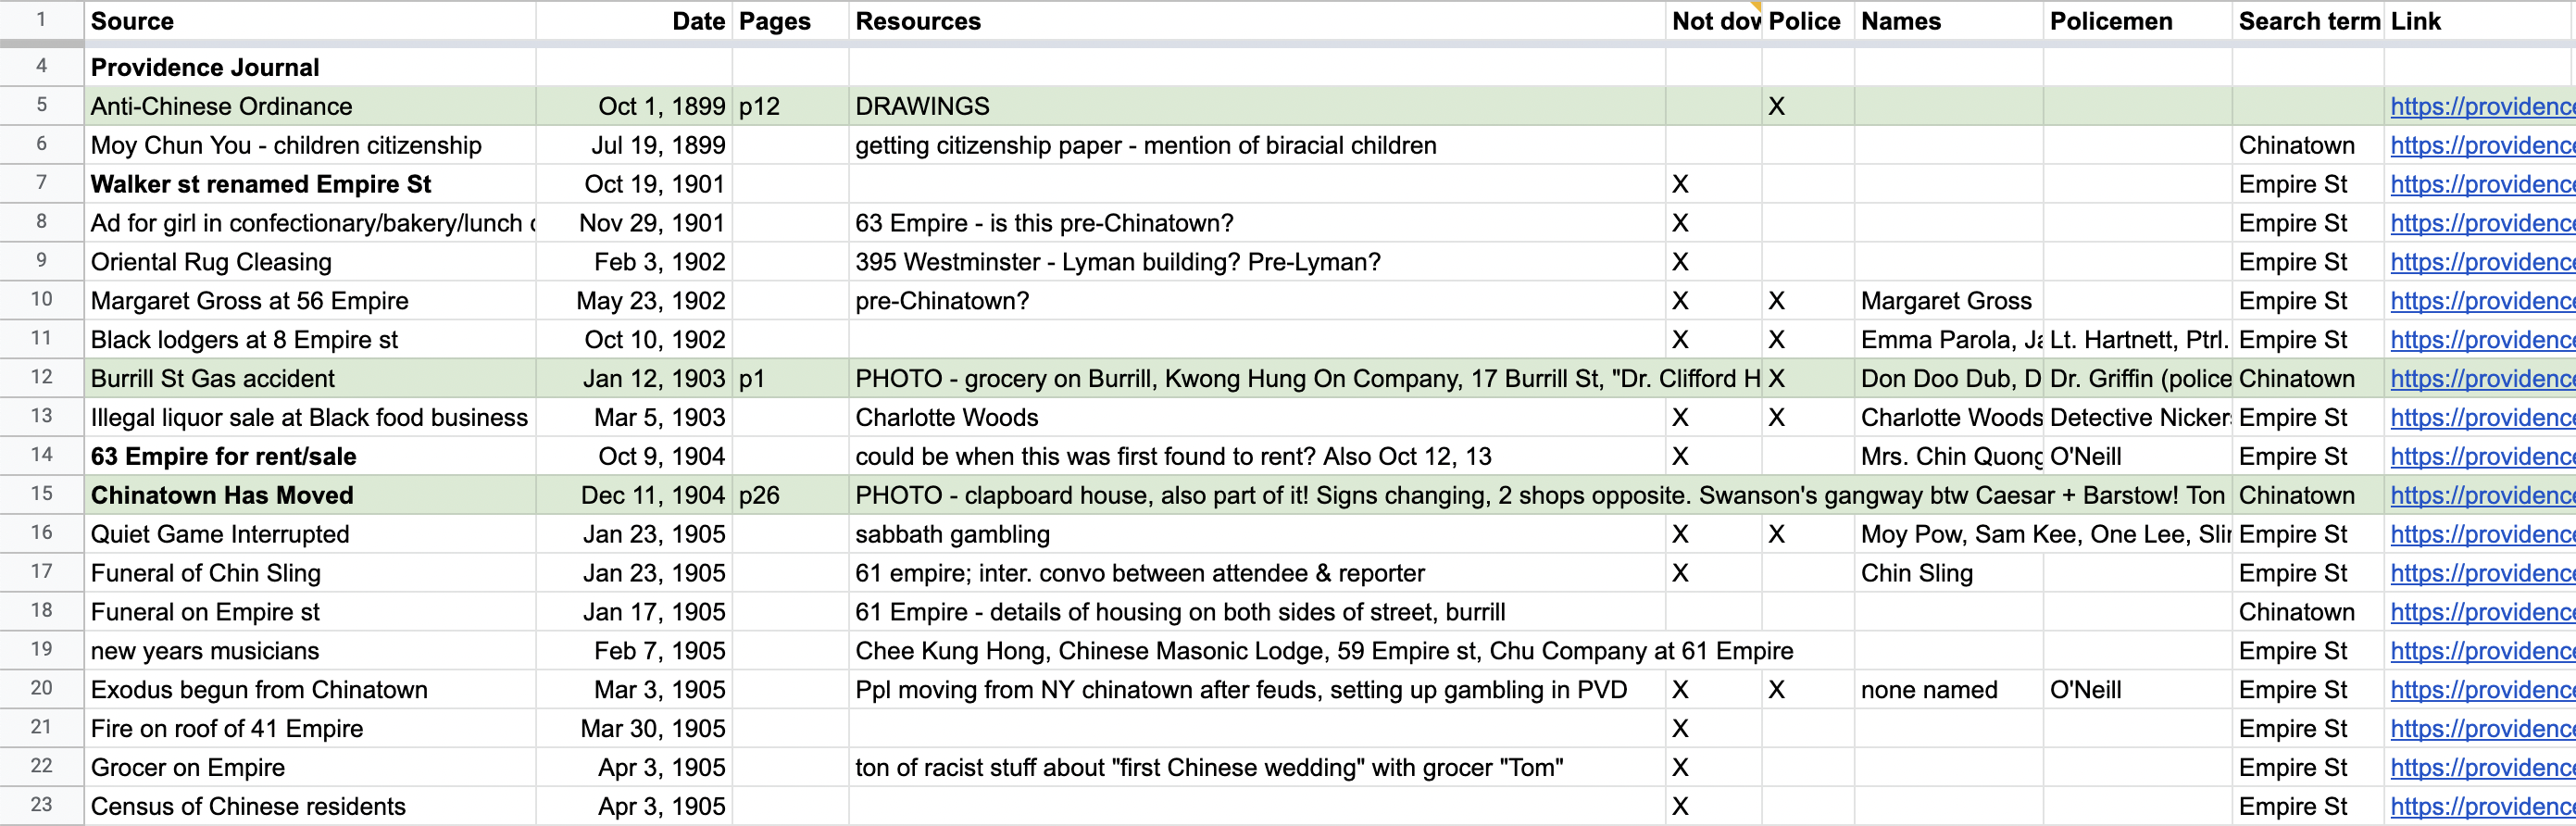 1 Source Date Pages Resources Not dow Police Names Policemen Search term Link
4 Providence Journal
5 Anti-Chinese Ordinance Oct 1, 1899 p12 DRAWINGS X https://providence
6 Moy Chun You - children citizenship Jul 19, 1899 getting citizenship paper - mention of biracial children Chinatown https://providence
7 Walker st renamed Empire St Oct 19, 1901 X Empire St https://providence
8 Ad for girl in confectionary/bakery/lunch Nov 29, 1901 63 Empire - is this pre-Chinatown? X Empire St https://providence
9 Oriental Rug Cleasing Feb 3, 1902 395 Westminster - Lyman building? Pre-Lyman? X Empire St https://providence
10 Margaret Gross at 56 Empire May 23, 1902 pre-Chinatown? X X Margaret Gross Empire St https://providence
11 Black lodgers at 8 Empire st Oct 10, 1902 X X Emma Parola, Ja Lt. Hartnett, Ptrl. Empire St https://providence
12 Burrill St Gas accident Jan 12, 1903 p1 PHOTO - grocery on Burrill, Kwong Hung On Company, 17 Burrill St, "Dr. Clifford H X Don Doo Dub, D Dr. Griffin (police Chinatown https://providence
13 Illegal liquor sale at Black food business Mar 5, 1903 Charlotte Woods X X Charlotte Woods Detective Nickers Empire St https://providence
14 63 Empire for rent/sale Oct 9, 1904 could be when this was first found to rent? Also Oct 12, 13 X Mrs. Chin Quong O'Neill Empire St https://providence
15 Chinatown Has Moved Dec 11, 1904 p26 PHOTO - clapboard house, also part of it! Signs changing, 2 shops opposite. Swanson's gangway btw Caesar + Barstow! Ton Chinatown https://providence
16 Quiet Game Interrupted Jan 23, 1905 sabbath gambling X X Moy Pow, Sam Kee, One Lee, Empire St https://providence
17 Funeral of Chin Sling Jan 23, 1905 61 empire; inter. convo between attendee & reporter X Chin Sling Empire St https://providence
18 Funeral on Empire st Jan 17, 1905 61 Empire - details of housing on both sides of street, burrill Chinatown https://providence
19 new years musicians Feb 7, 1905 Chee Kung Hong, Chinese Masonic Lodge, 59 Empire st, Chu Company at 61 Empire Empire St https://providence
20 Exodus begun from Chinatown Mar 3, 1905 Ppl moving from NY chinatown after feuds, setting up gambling in PVD X X none named O'Neill Empire St https://providence
21 Fire on roof of 41 Empire Mar 30, 1905 X Empire St https://providence
22 Grocer on Empire Apr 3, 1905 ton of racist stuff about "first Chinese wedding" with grocer "Tom" X Empire St https://providence
23 Census of Chinese residents Apr 3, 1905 X Empire St https://providence